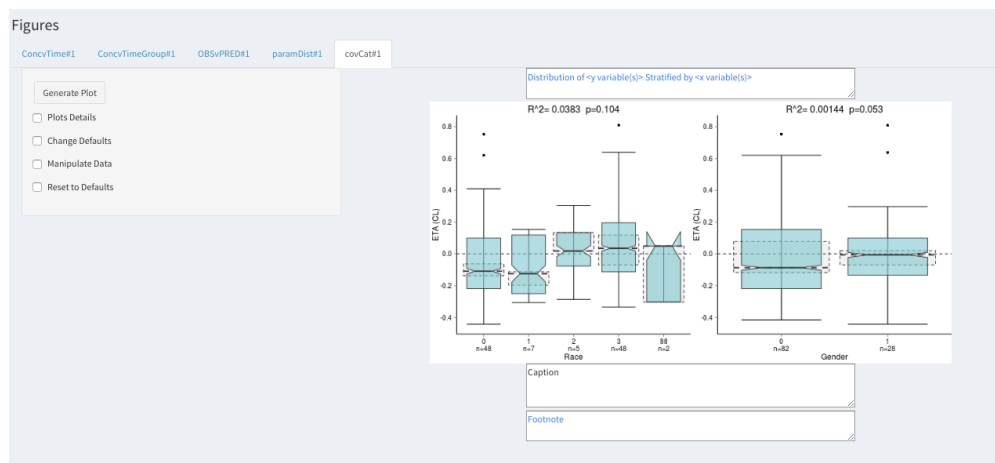 Figures
ConcvTime#1 ConcvTimeGroup#1 OBSvPRED#1 paramDist#1 covCat#1
Generate Plot
Plots Details
Change Defaults
Manipulate Data
Reset to Defaults
Distribution of <y variable(s)> Stratified by <x variable(s)>
R^2= 0.0383 p=0.104
ETA (CL)
0.8
0.6
0.4
0.2
0.0
-0.2
-0.4
0 1 2 3 88
n=48 n=7 n=5 n=48 n=2
Race
R^2= 0.00144 p=0.053
ETA (CL)
0.8
0.6
0.4
0.2
0.0
-0.2
-0.4
0 1
n=82 n=28
Gender
Caption
Footnote